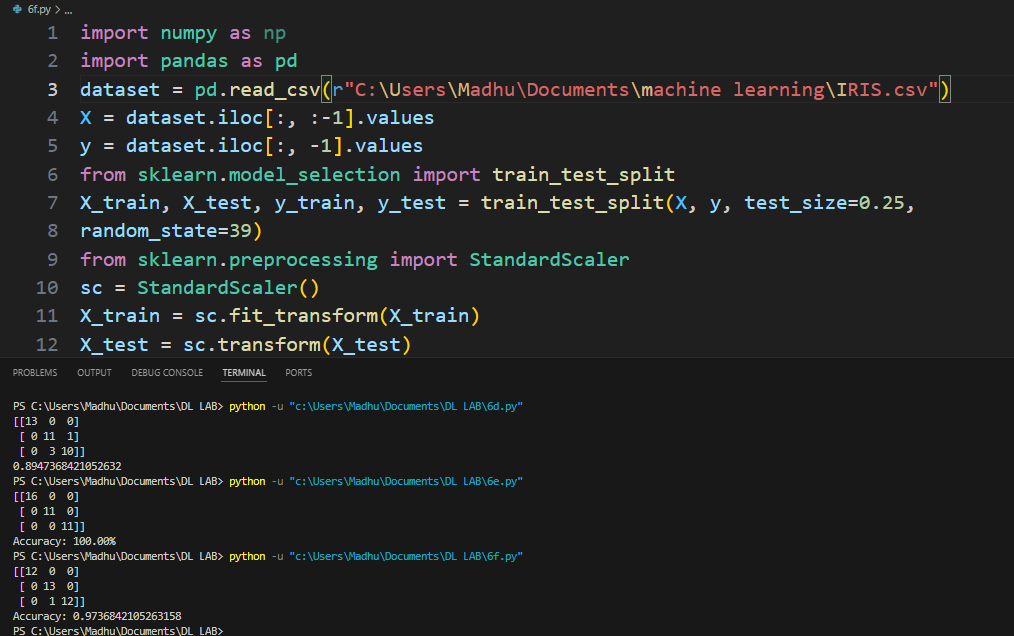 6f.py > ...
1 import numpy as np
2 import pandas as pd
3 dataset = pd.read_csv(r"C:\Users\Madhu\Documents\machine learning\IRIS.csv")
4 X = dataset.iloc[:, :-1].values
5 y = dataset.iloc[:, -1].values
6 from sklearn.model_selection import train_test_split
7 X_train, X_test, y_train, y_test = train_test_split(X, y, test_size=0.25,
8 random_state=39)
9 from sklearn.preprocessing import StandardScaler
10 sc = StandardScaler()
11 X_train = sc.fit_transform(X_train)
12 X_test = sc.transform(X_test)
PROBLEMS OUTPUT DEBUG CONSOLE TERMINAL PORTS
PS C:\Users\Madhu\Documents\DL LAB> python -u "c:\Users\Madhu\Documents\DL LAB\6d.py"
[[13  0  0]
 [ 0 11  1]
 [ 0  3 10]]
0.8947368421052632
PS C:\Users\Madhu\Documents\DL LAB> python -u "c:\Users\Madhu\Documents\DL LAB\6e.py"
[[16  0  0]
 [ 0 11  0]
 [ 0  0 11]]
Accuracy: 100.00%
PS C:\Users\Madhu\Documents\DL LAB> python -u "c:\Users\Madhu\Documents\DL LAB\6f.py"
[[12  0  0]
 [ 0 13  0]
 [ 0  1 12]]
Accuracy: 0.9736842105263158
PS C:\Users\Madhu\Documents\DL LAB>